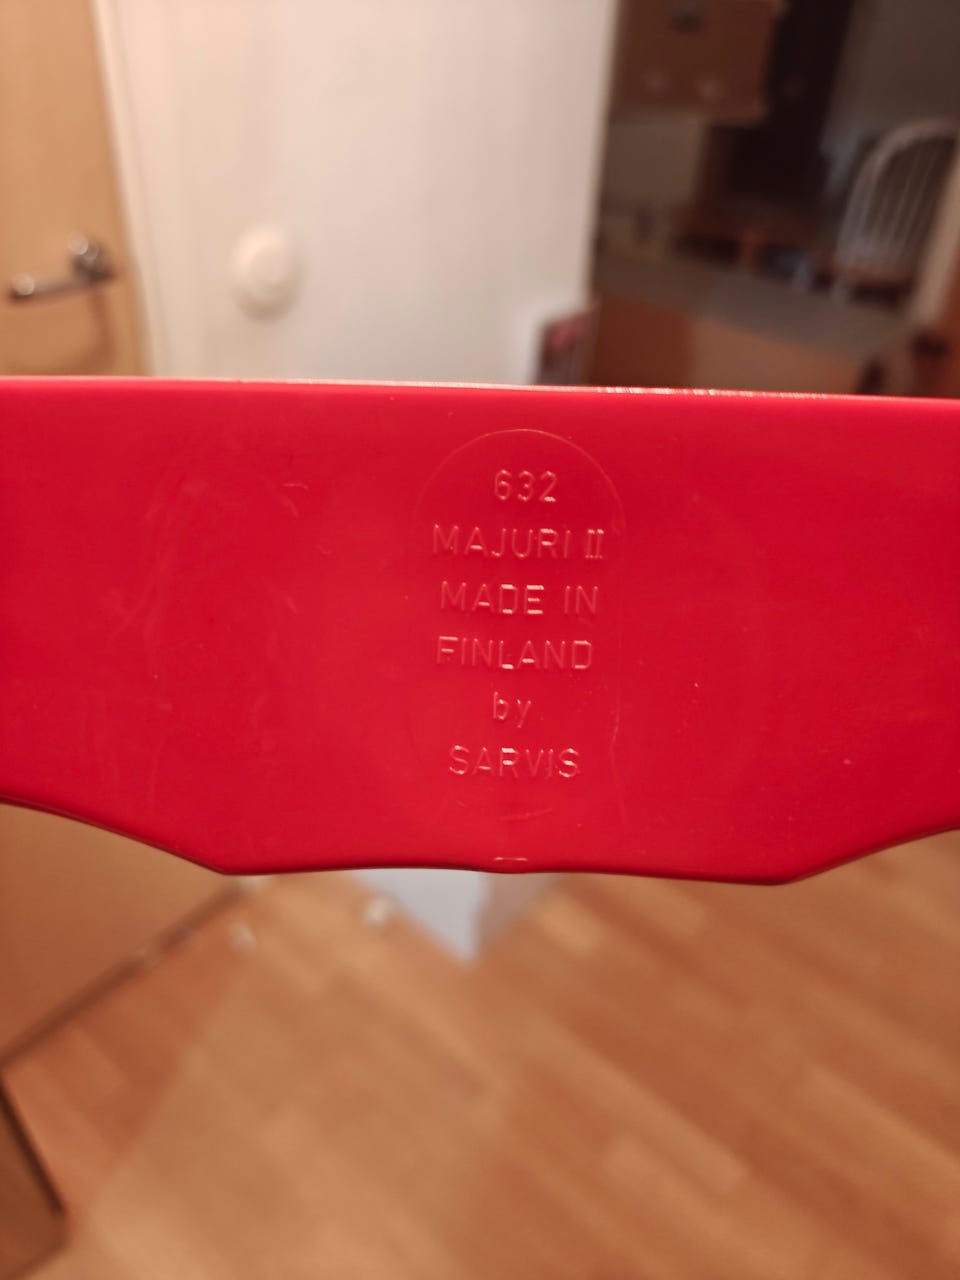 632
MAJURI II
MADE IN
FINLAND
by
SARVIS